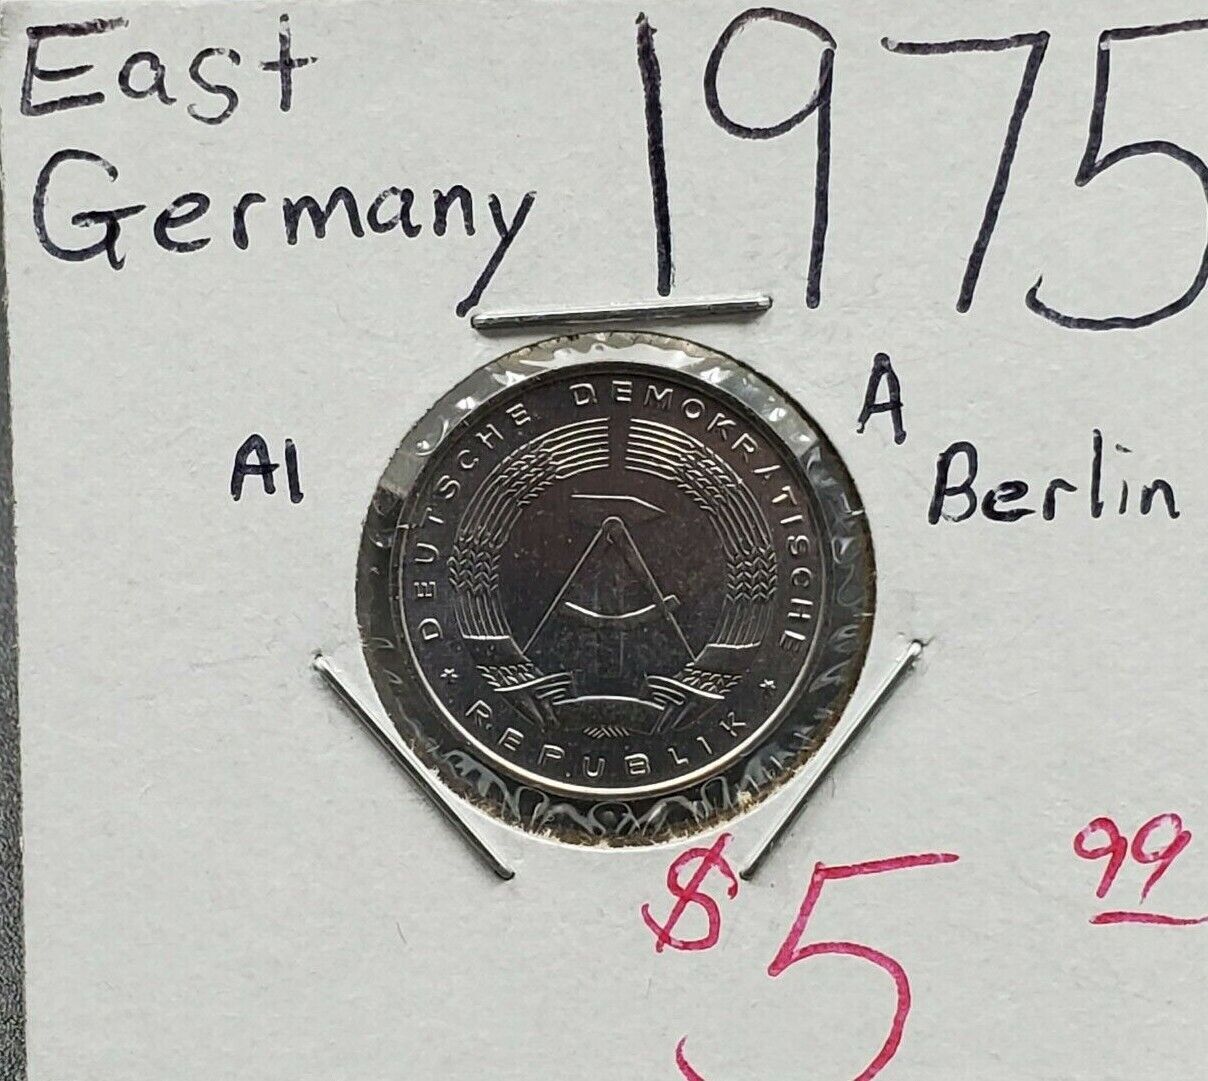 East
Germany
1975
Al
A
Berlin
DEUTSCHE DEMOKRATISCHE
* REPUBLIK *
$5 99